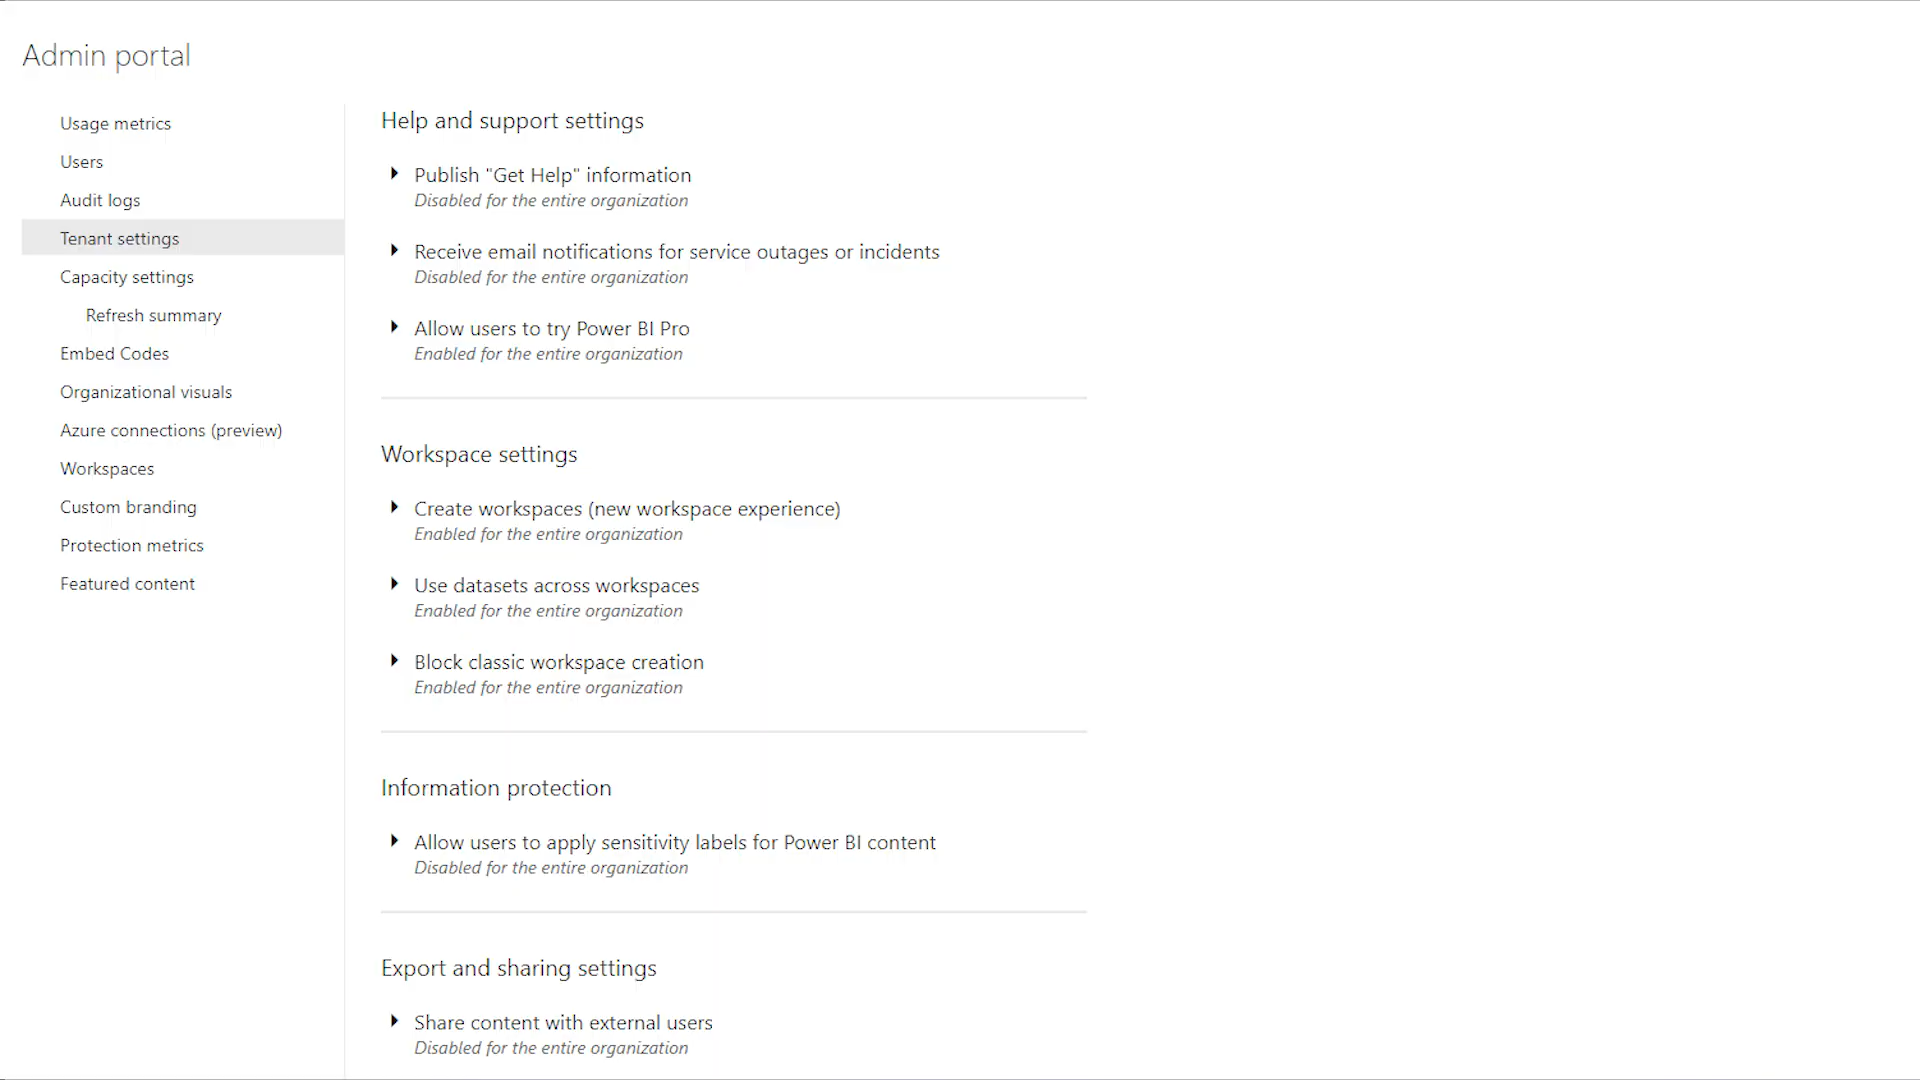 Admin portal
Usage metrics
Users
Audit logs
Tenant settings
Capacity settings
Refresh summary
Embed Codes
Organizational visuals
Azure connections (preview)
Workspaces
Custom branding
Protection metrics
Featured content
Help and support settings
Publish "Get Help" information
Disabled for the entire organization
Receive email notifications for service outages or incidents
Disabled for the entire organization
Allow users to try Power BI Pro
Enabled for the entire organization
Workspace settings
Create workspaces (new workspace experience)
Enabled for the entire organization
Use datasets across workspaces
Enabled for the entire organization
Block classic workspace creation
Enabled for the entire organization
Information protection
Allow users to apply sensitivity labels for Power BI content
Disabled for the entire organization
Export and sharing settings
Share content with external users
Disabled for the entire organization